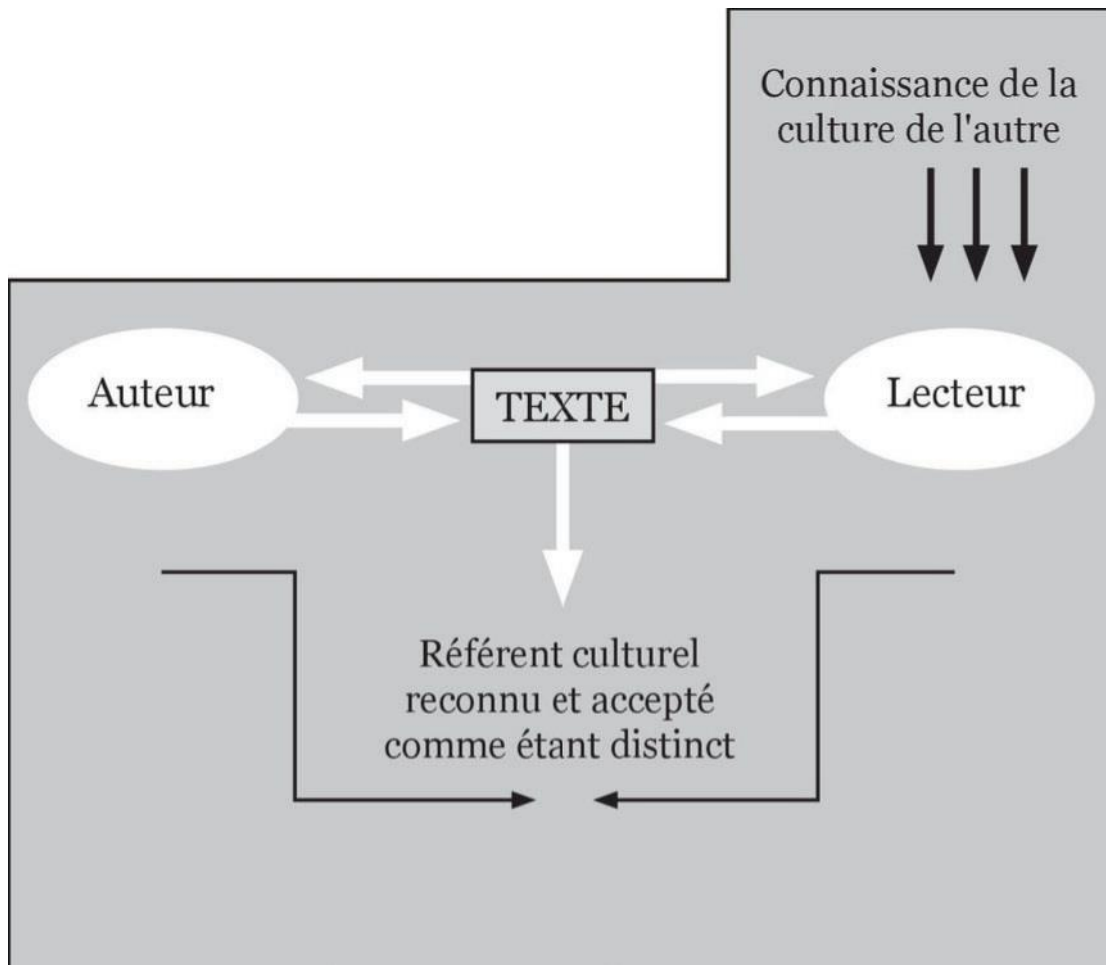 Connaissance de la
culture de l'autre
Auteur
TEXTE
Lecteur
Référent culturel
reconnu et accepté
comme étant distinct